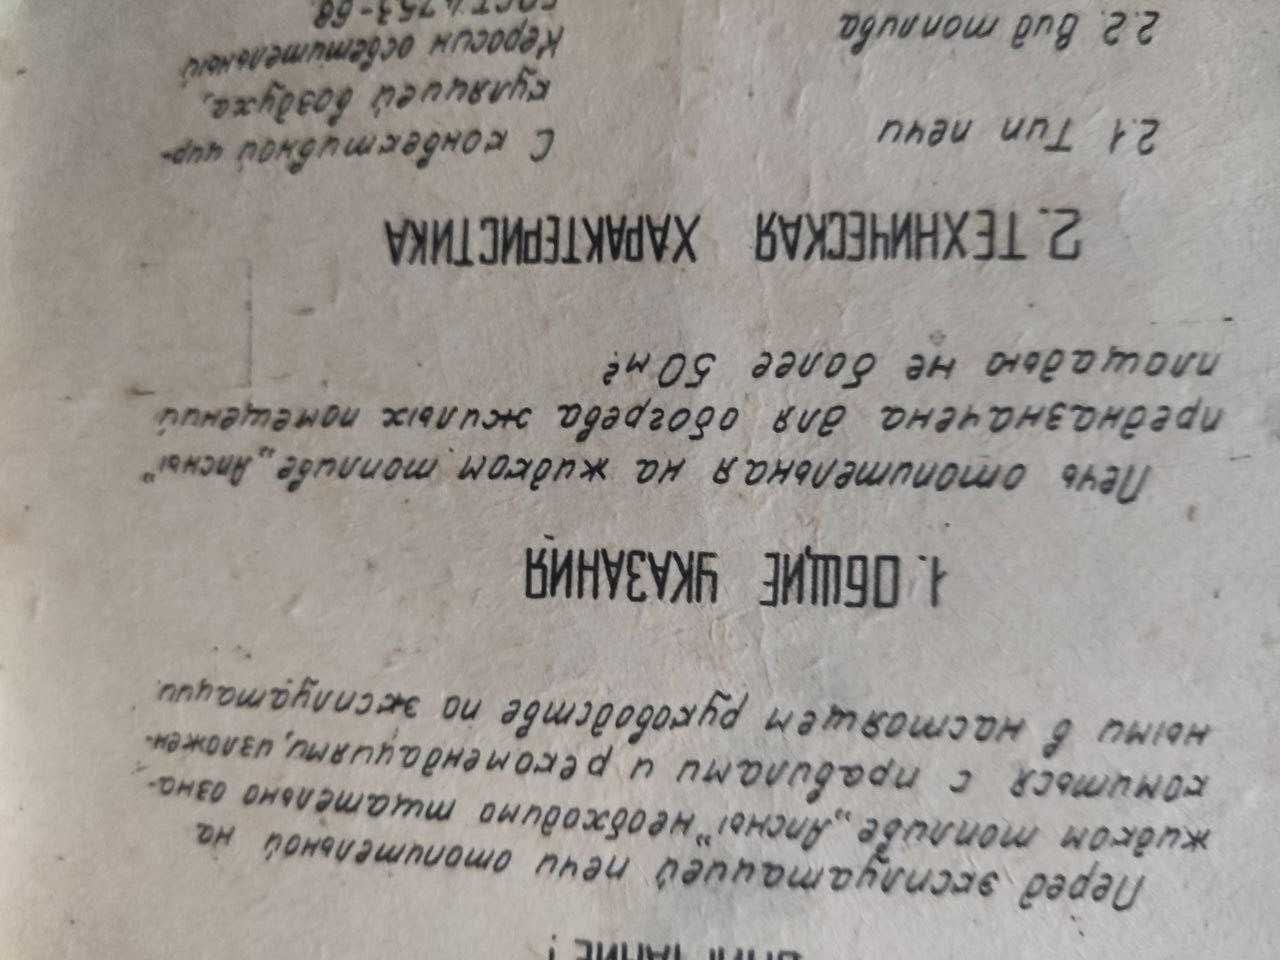 ВНИМАНИЕ!
Перед эксплуатацией печи отопительной на
жидком топливе „Апсны" необходимо тщательно озна-
комиться с правилами и рекомендациями, изложен-
ными в настоящем руководстве по эксплуатации.
1. ОБЩИЕ УКАЗАНИЯ
Печь отопительная на жидком топливе „Апсны"
предназначена для обогрева жилых помещений
площадью не более 50 м².
2. ТЕХНИЧЕСКАЯ ХАРАКТЕРИСТИКА
2.1 Тип печи С конвективной цир-
куляцией воздуха,
2.2. Вид топлива Керосин осветительный
ГОСТ 4753-68.